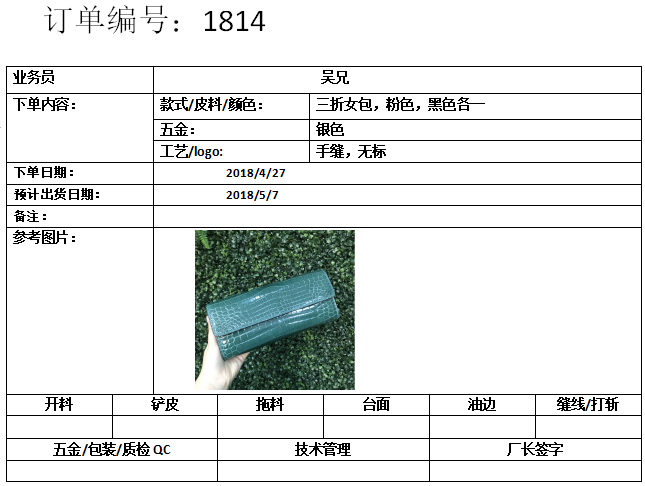 订单编号：1814
业务员 吴兄
下单内容： 款式/皮料/颜色： 三折女包，粉色，黑色各一
五金： 银色
工艺/logo: 手缝，无标
下单日期： 2018/4/27
预计出货日期： 2018/5/7
备注：
参考图片：
开料 铲皮 拖料 台面 油边 缝线/打斩
五金/包装/质检 QC 技术管理 厂长签字